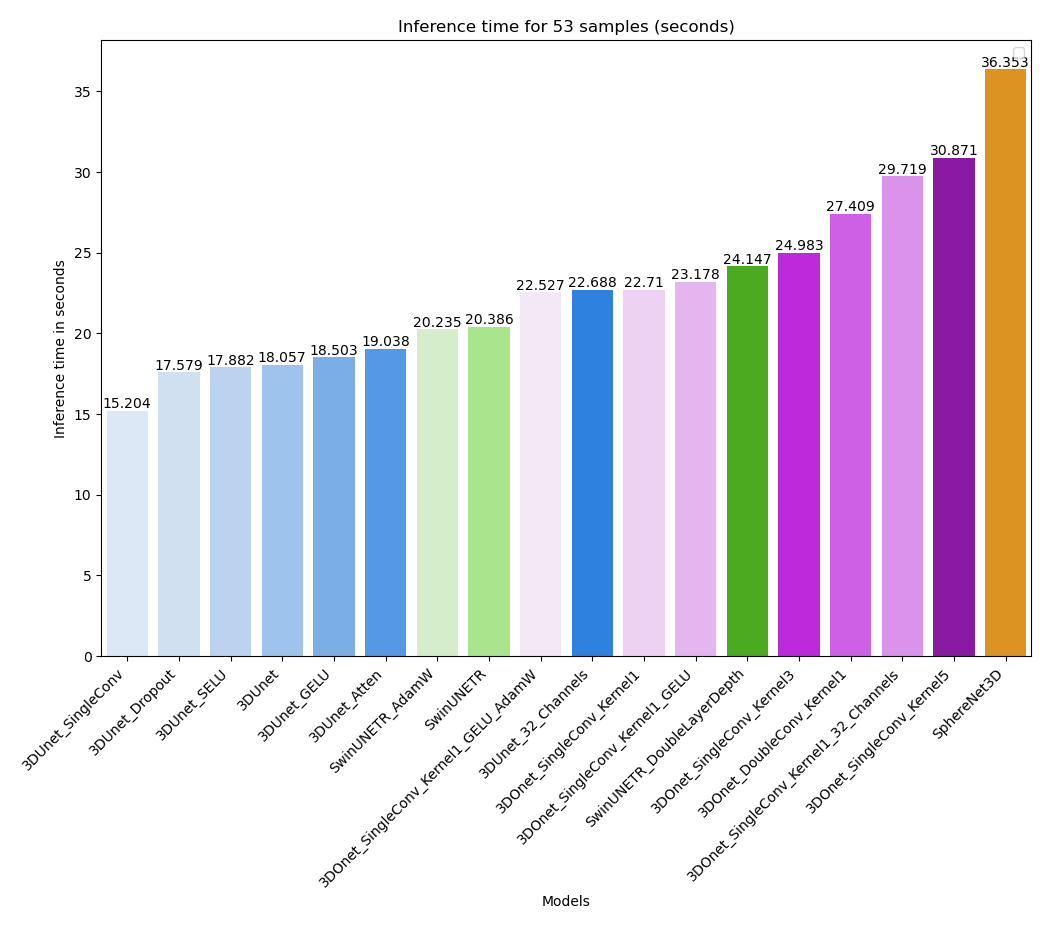 Inference time for 53 samples (seconds)
Inference time in seconds
35
30
25
20
15
10
5
0
15.204
17.579
17.882
18.057
18.503
19.038
20.235
20.386
22.527
22.688
22.71
23.178
24.147
24.983
27.409
29.719
30.871
36.353
3DUnet_SingleConv
3DUnet_Dropout
3DUnet_SELU
3DUnet
3DUnet_GELU
3DUnet_Atten
SwinUNETR_AdamW
SwinUNETR
3DOnet_SingleConv_Kernel1_GELU_AdamW
3DUnet_32_Channels
3DOnet_SingleConv_Kernel1
3DOnet_SingleConv_Kernel1_GELU
SwinUNETR_DoubleLayerDepth
3DOnet_SingleConv_Kernel3
3DOnet_DoubleConv_Kernel1
3DOnet_SingleConv_Kernel1_32_Channels
3DOnet_SingleConv_Kernel5
SphereNet3D
Models